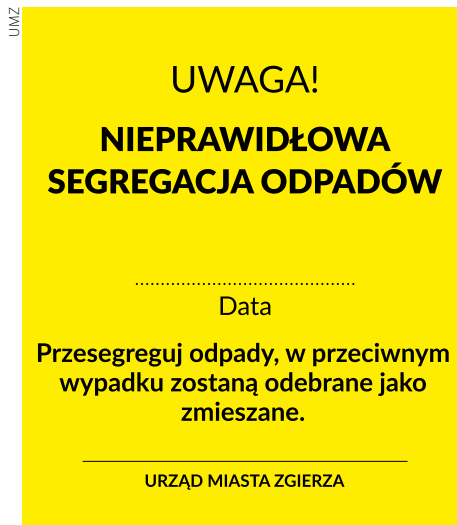 UMZ
UWAGA!
NIEPRAWIDŁOWA
SEGREGACJA ODPADÓW
............................................
Data
Przesegreguj odpady, w przeciwnym
wypadku zostaną odebrane jako
zmieszane.
URZĄD MIASTA ZGIERZA